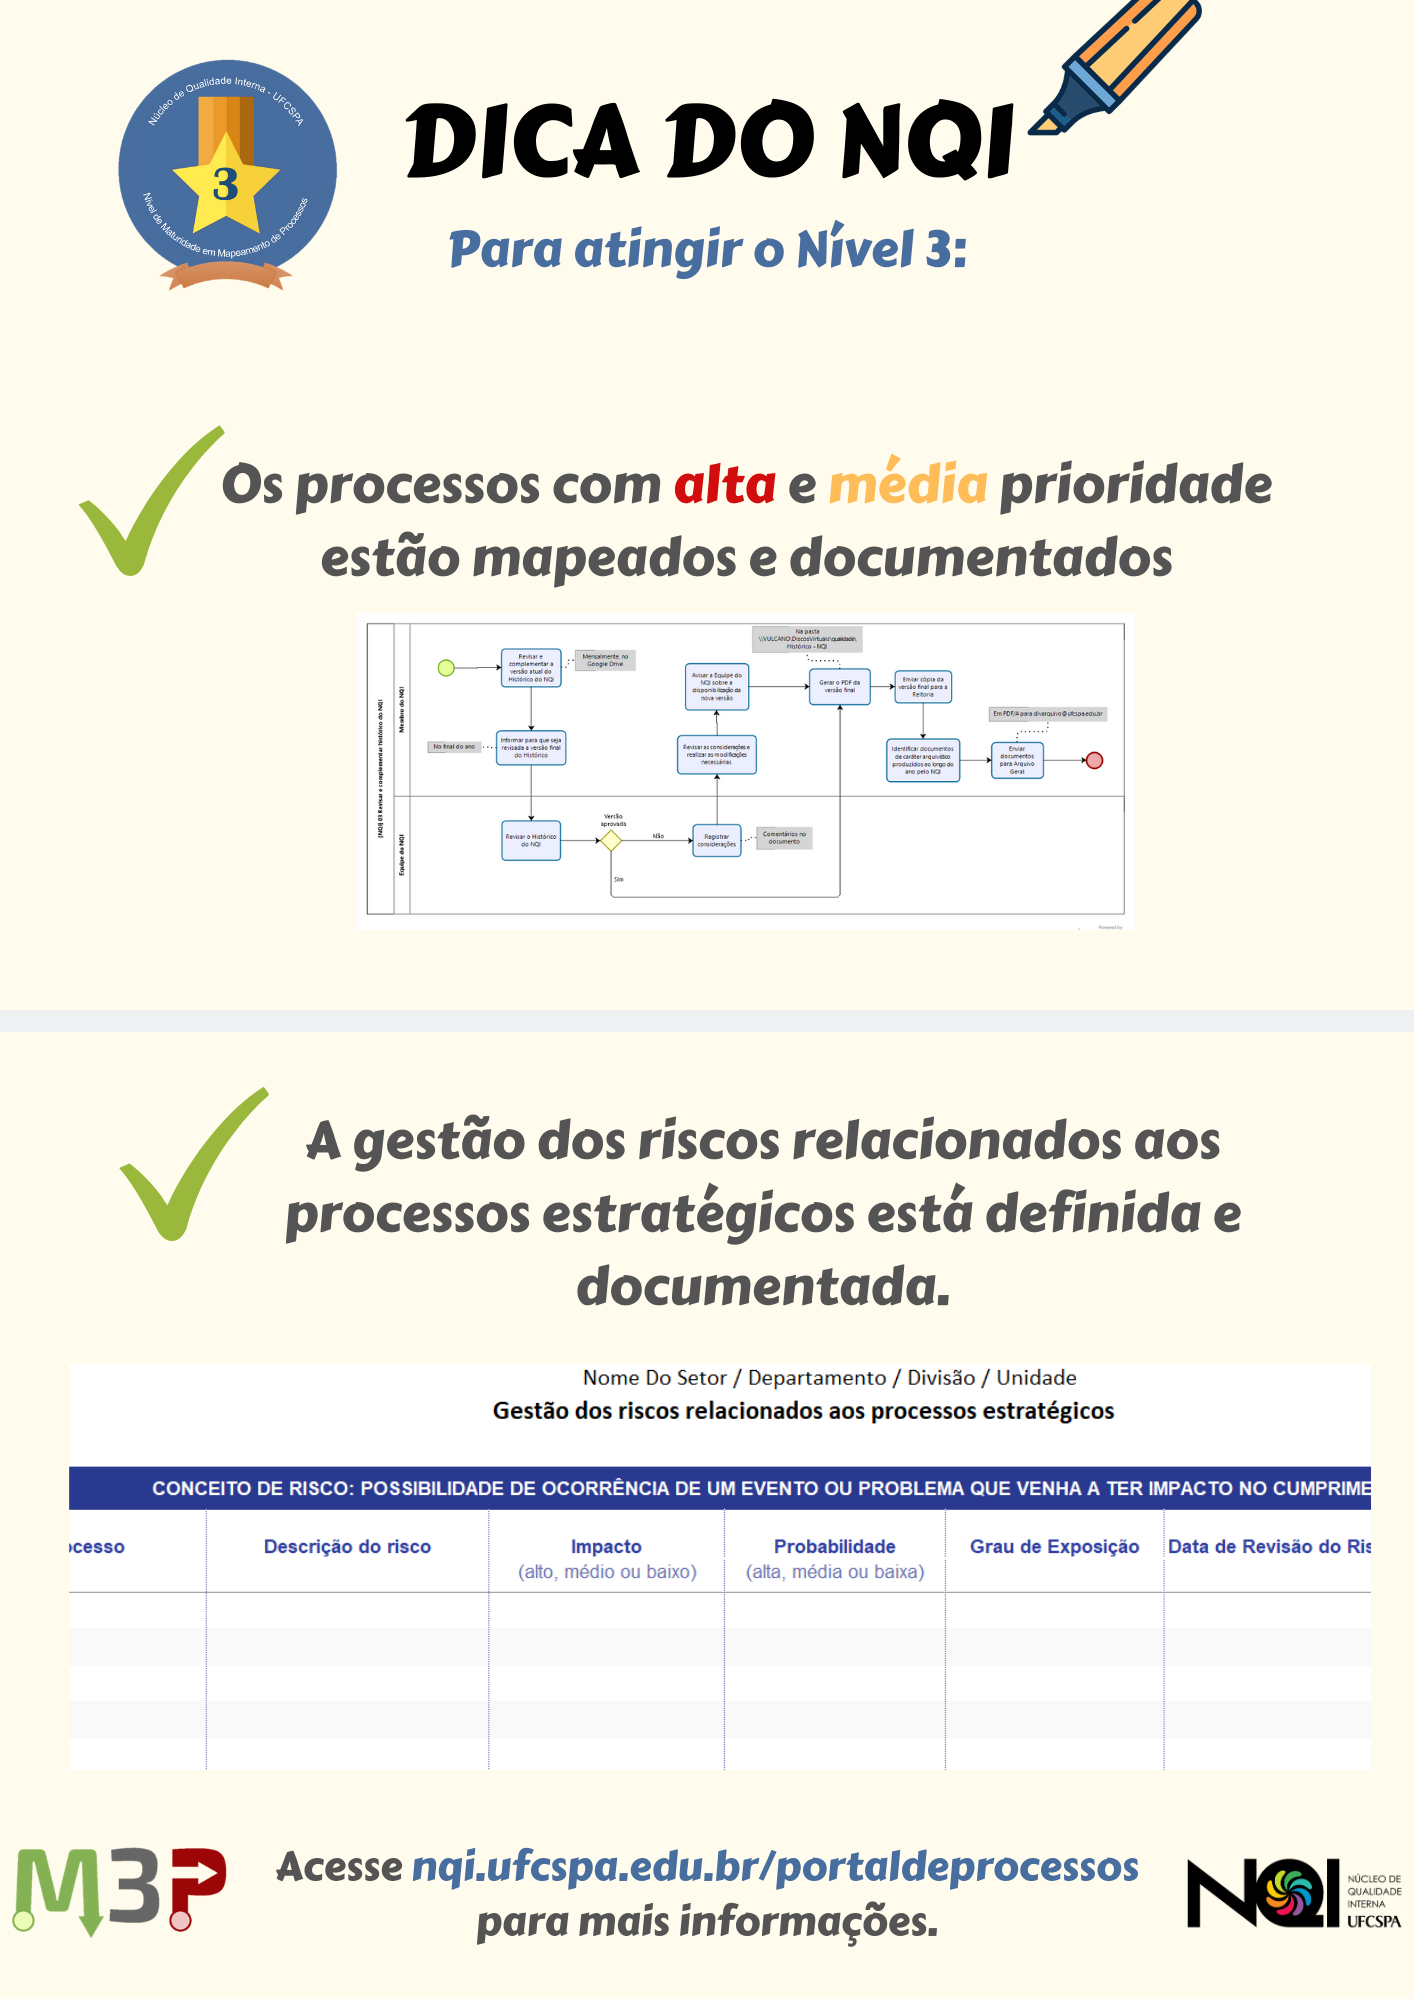 Núcleo de Qualidade Interna - UFCSPA
3
Nível de Maturidade em Mapeamento de Processos
DICA DO NQI
Para atingir o Nível 3:
Os processos com alta e média prioridade
estão mapeados e documentados
[NQI] 03 Revisar e complementar histórico do NQI
Membro do NQI
Equipe do NQI
Revisar e
complementar a
versão atual do
Histórico do NQI
Mensalmente, no
Google Drive
No final do ano
Informar para que seja
revisada a versão final
do Histórico
Revisar o Histórico
do NQI
Versão
aprovada
Não
Sim
Registrar
considerações
Comentários no
documento
Revisar as considerações e
realizar as modificações
necessárias
Avisar a Equipe do
NQI sobre a
disponibilização da
nova versão
Na pasta
\\VULCANO\DiscosVirtuais\qualidade\
Histórico - NQI
Gerar o PDF da
versão final
Enviar cópia da
versão final para a
Reitoria
Identificar documentos
de caráter arquivístico
produzidos ao longo do
ano pelo NQI
Em PDF/A para divarquivo@ufcspa.edu.br
Enviar
documentos
para Arquivo
Geral
Powered by
A gestão dos riscos relacionados aos
processos estratégicos está definida e
documentada.
Nome Do Setor / Departamento / Divisão / Unidade
Gestão dos riscos relacionados aos processos estratégicos
CONCEITO DE RISCO: POSSIBILIDADE DE OCORRÊNCIA DE UM EVENTO OU PROBLEMA QUE VENHA A TER IMPACTO NO CUMPRIME
ocesso
Descrição do risco
Impacto
(alto, médio ou baixo)
Probabilidade
(alta, média ou baixa)
Grau de Exposição
Data de Revisão do Ris
M3P
Acesse nqi.ufcspa.edu.br/portaldeprocessos
para mais informações.
NQI
NÚCLEO DE
QUALIDADE
INTERNA
UFCSPA